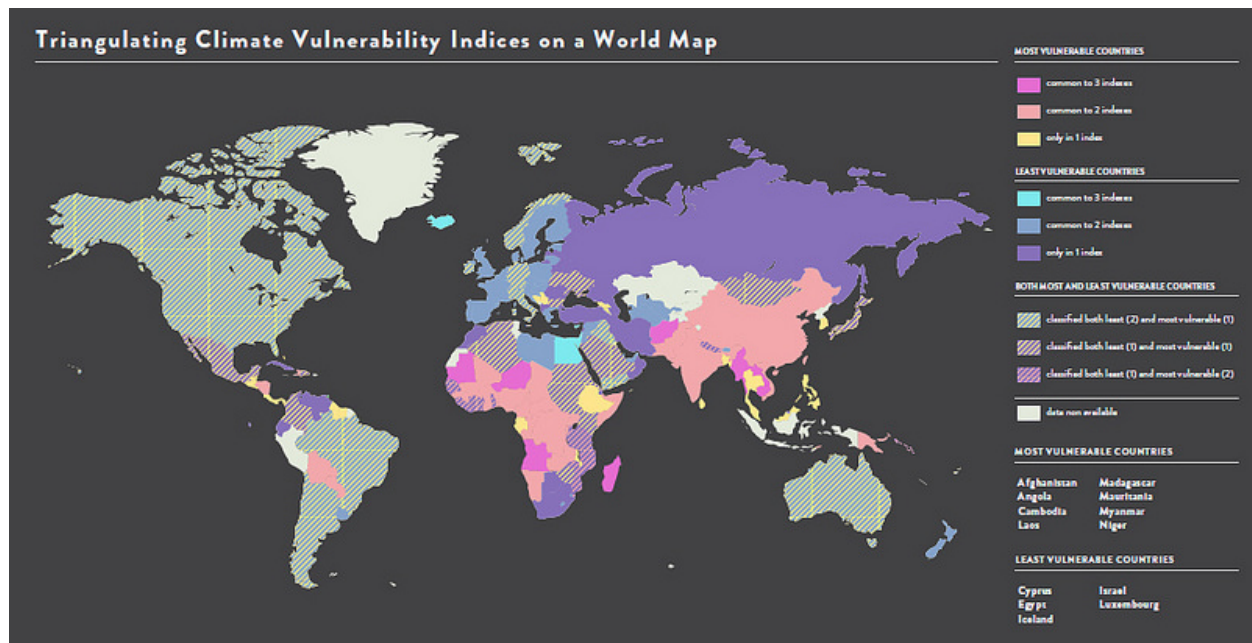 Triangulating Climate Vulnerability Indices on a World Map
MOST VULNERABLE COUNTRIES
common to 3 indexes
common to 2 indexes
only in 1 index
LEAST VULNERABLE COUNTRIES
common to 3 indexes
common to 2 indexes
only in 1 index
BOTH MOST AND LEAST VULNERABLE COUNTRIES
classified both least (2) and most vulnerable (1)
classified both least (1) and most vulnerable (1)
classified both least (1) and most vulnerable (2)
data non available
MOST VULNERABLE COUNTRIES
Afghanistan Madagascar
Angola Mauritania
Cambodia Myanmar
Laos Niger
LEAST VULNERABLE COUNTRIES
Cyprus Israel
Egypt Luxembourg
Iceland